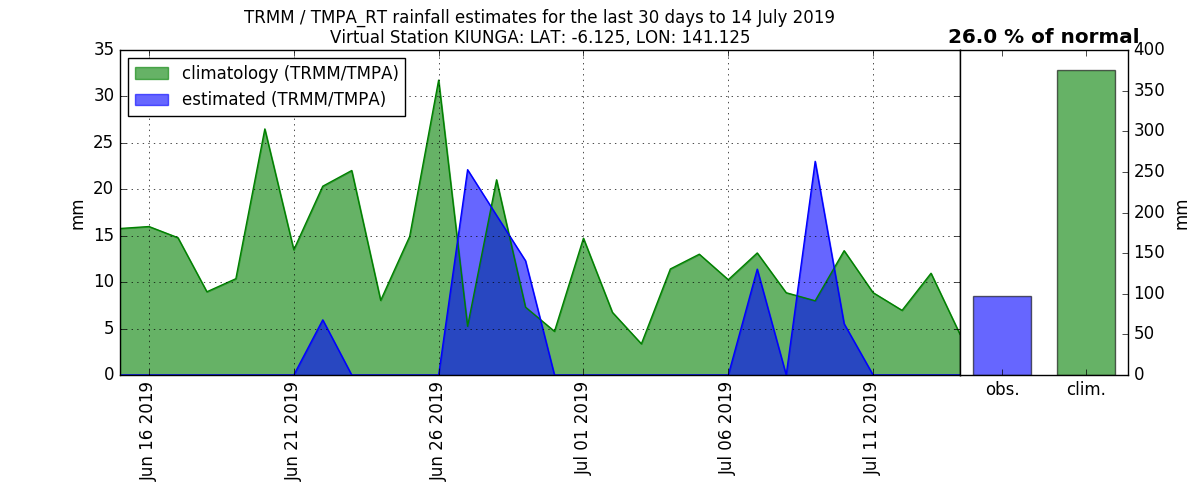 TRMM / TMPA_RT rainfall estimates for the last 30 days to 14 July 2019
Virtual Station KIUNGA: LAT: -6.125, LON: 141.125
26.0 % of normal
climatology (TRMM/TMPA)
estimated (TRMM/TMPA)
mm
35
30
25
20
15
10
5
0
Jun 16 2019
Jun 21 2019
Jun 26 2019
Jul 01 2019
Jul 06 2019
Jul 11 2019
obs.
clim.
400
350
300
250
200
150
100
50
0
mm